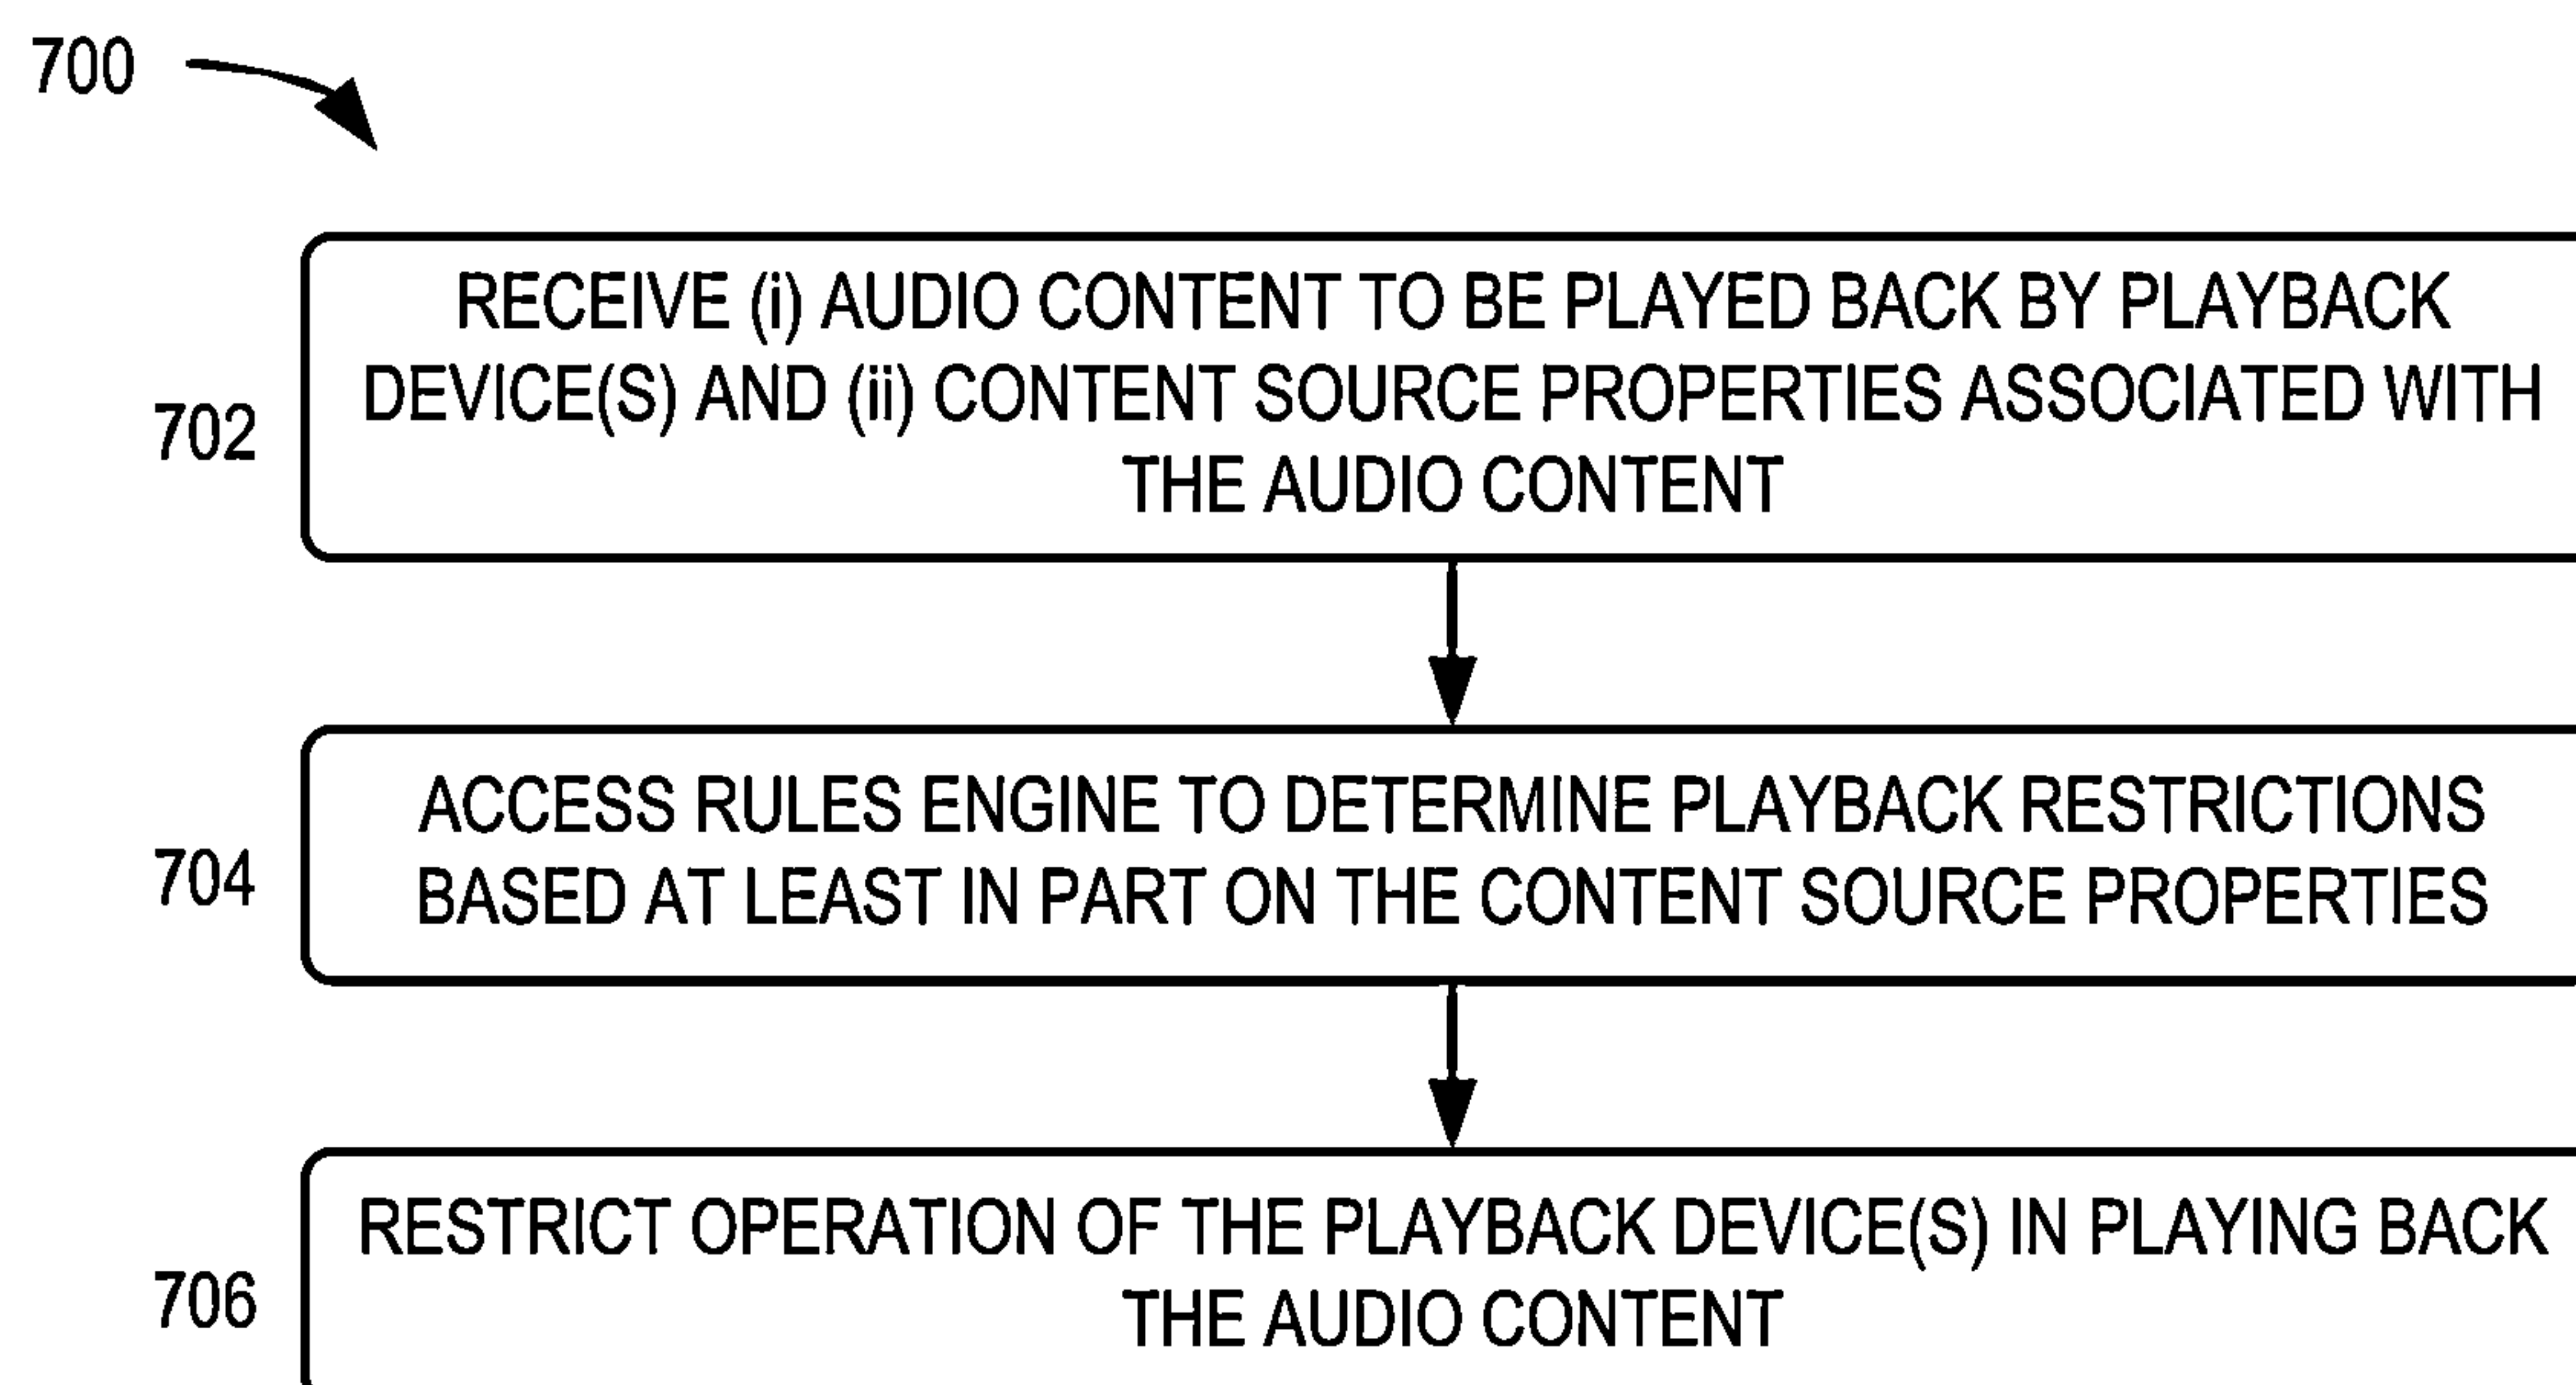 700
RECEIVE (i) AUDIO CONTENT TO BE PLAYED BACK BY PLAYBACK
DEVICE(S) AND (ii) CONTENT SOURCE PROPERTIES ASSOCIATED WITH
THE AUDIO CONTENT
702
ACCESS RULES ENGINE TO DETERMINE PLAYBACK RESTRICTIONS
BASED AT LEAST IN PART ON THE CONTENT SOURCE PROPERTIES
704
RESTRICT OPERATION OF THE PLAYBACK DEVICE(S) IN PLAYING BACK
THE AUDIO CONTENT
706